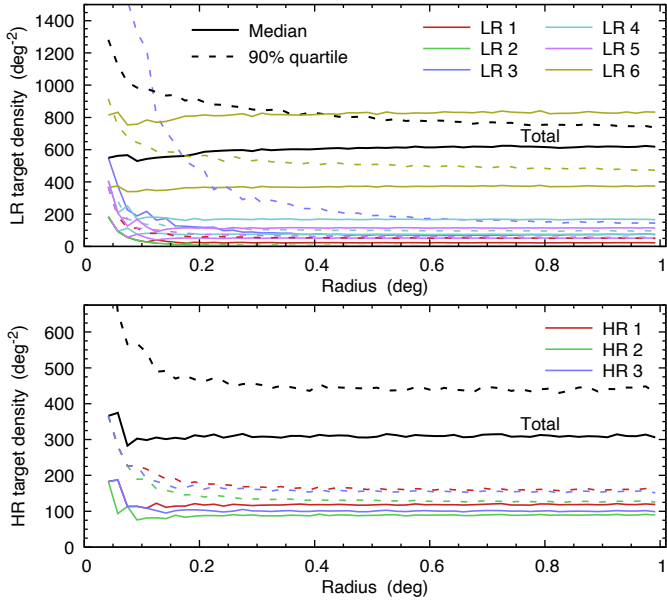 LR target density (deg⁻²)
1400
1200
1000
800
600
400
200
0
Median
90% quartile
LR 1
LR 2
LR 3
LR 4
LR 5
LR 6
Total
0
0.2
0.4
0.6
0.8
1
Radius (deg)
HR target density (deg⁻²)
600
500
400
300
200
100
0
HR 1
HR 2
HR 3
Total
0
0.2
0.4
0.6
0.8
1
Radius (deg)